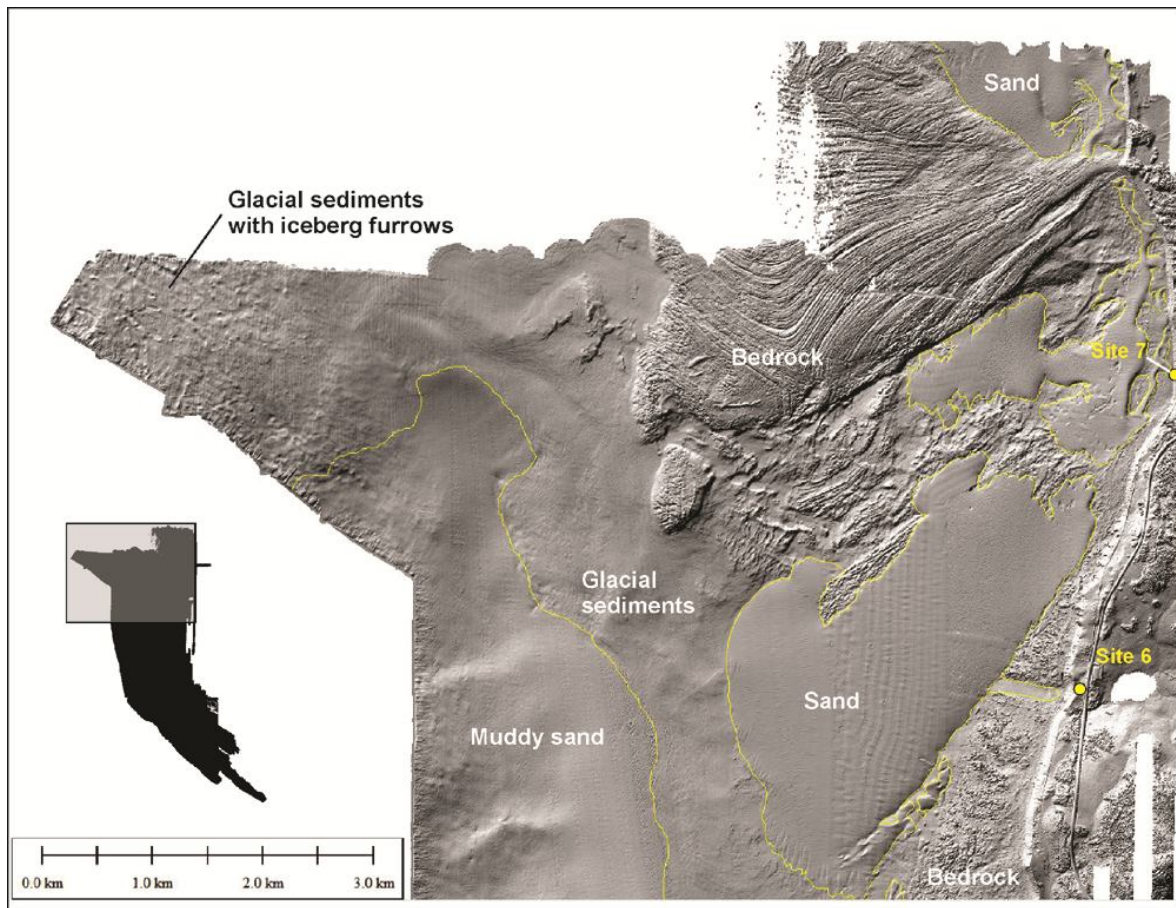 Sand
Glacial sediments
with iceberg furrows
Bedrock
Site 7
Glacial
sediments
Site 6
Sand
Muddy sand
Bedrock
0.0 km 1.0 km 2.0 km 3.0 km